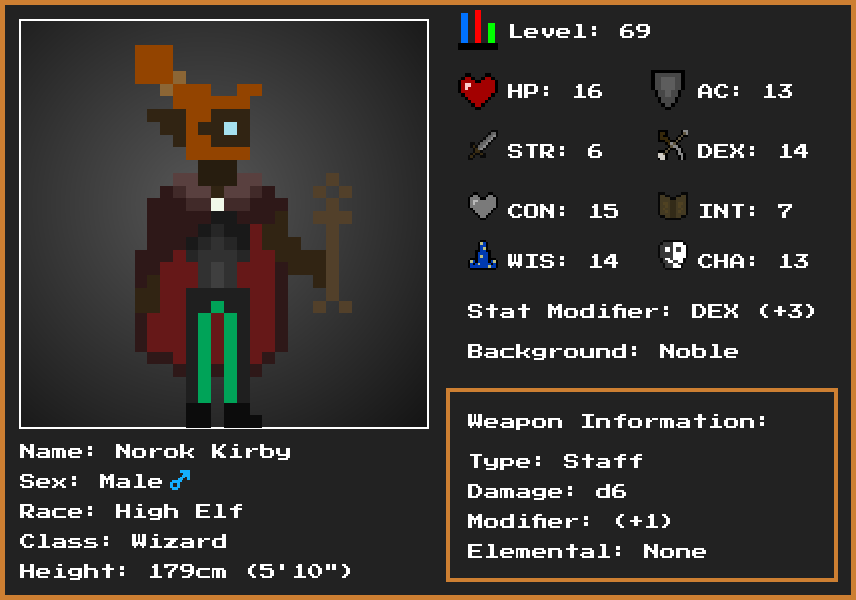 Level: 69
HP: 16 AC: 13
STR: 6 DEX: 14
CON: 15 INT: 7
WIS: 14 CHA: 13
Stat Modifier: DEX (+3)
Background: Noble
Weapon Information:
Type: Staff
Damage: d6
Modifier: (+1)
Elemental: None
Name: Norok Kirby
Sex: Male ♂
Race: High Elf
Class: Wizard
Height: 179cm (5'10")